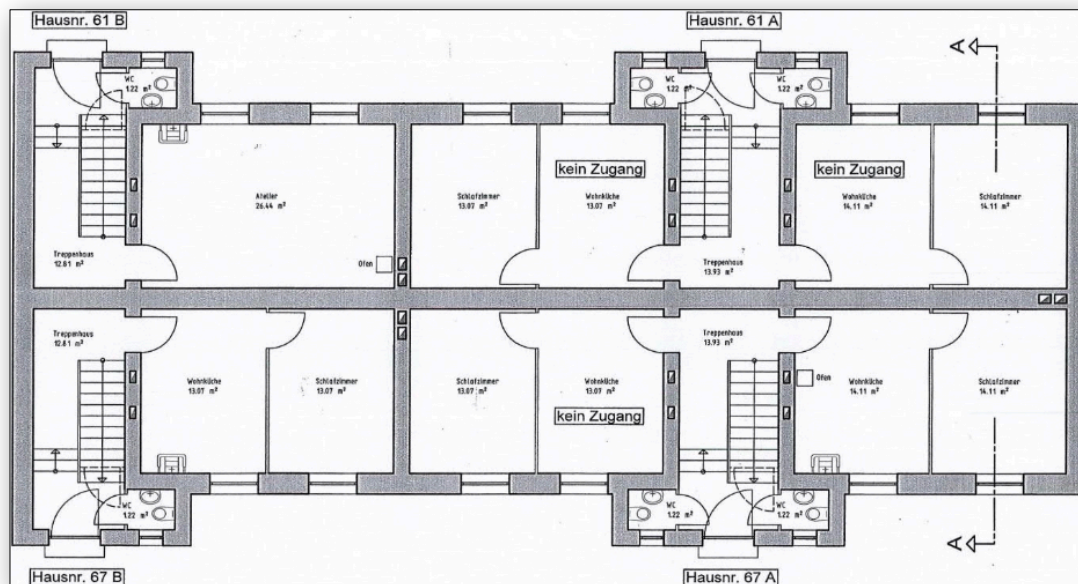 Hausnr. 61 B
Hausnr. 61 A
A
WC
1.22 m²
WC
1.22 m²
WC
1.22 m²
kein Zugang
kein Zugang
Atelier
26.44 m²
Schlafzimmer
13.07 m²
Wohnküche
13.07 m²
Wohnküche
14.11 m²
Schlafzimmer
14.11 m²
Treppenhaus
12.81 m²
Ofen
Treppenhaus
13.93 m²
Treppenhaus
12.81 m²
Treppenhaus
13.93 m²
Wohnküche
13.07 m²
Schlafzimmer
13.07 m²
Schlafzimmer
13.07 m²
Wohnküche
13.07 m²
Ofen
Wohnküche
14.11 m²
Schlafzimmer
14.11 m²
kein Zugang
WC
1.22 m²
WC
1.22 m²
WC
1.22 m²
A
Hausnr. 67 B
Hausnr. 67 A